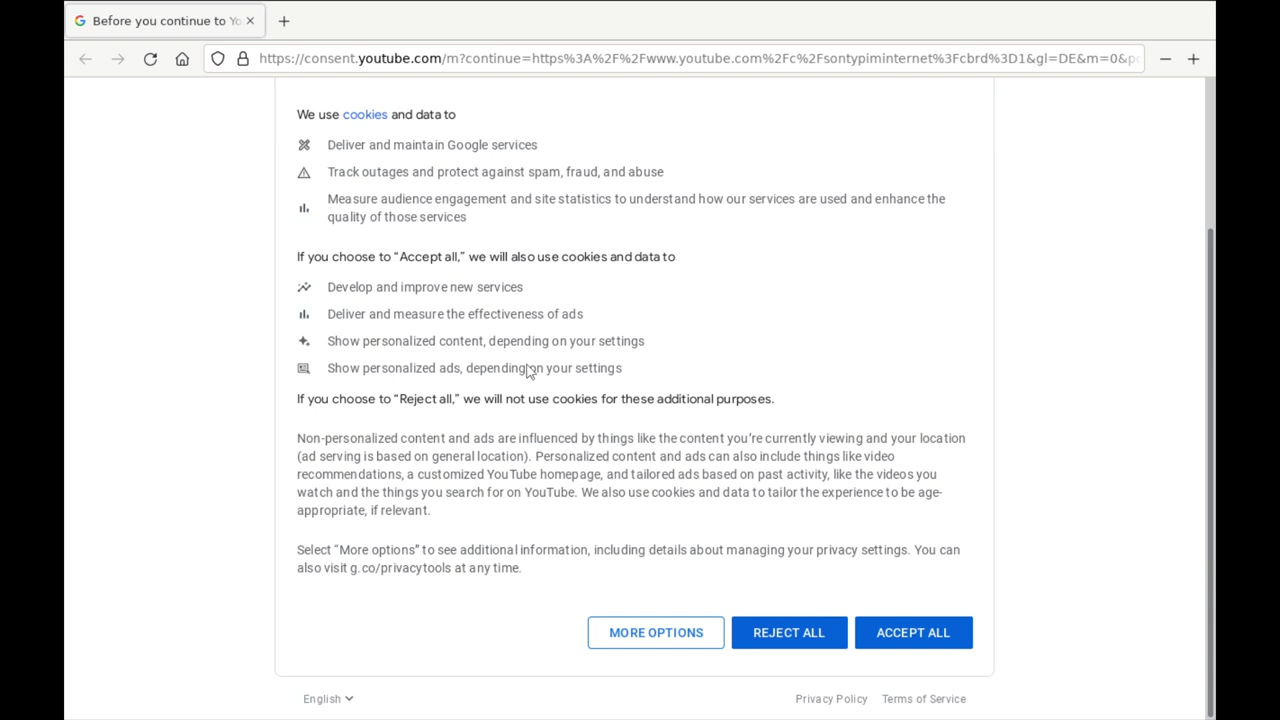 Before you continue to Yo
https://consent.youtube.com/m?continue=https%3A%2F%2Fwww.youtube.com%2Fc%2Fsontypiminternet%3Fcbrd%3D1&gl=DE&m=0&pc
We use cookies and data to
Deliver and maintain Google services
Track outages and protect against spam, fraud, and abuse
Measure audience engagement and site statistics to understand how our services are used and enhance the
quality of those services
If you choose to “Accept all,” we will also use cookies and data to
Develop and improve new services
Deliver and measure the effectiveness of ads
Show personalized content, depending on your settings
Show personalized ads, depending on your settings
If you choose to “Reject all,” we will not use cookies for these additional purposes.
Non-personalized content and ads are influenced by things like the content you’re currently viewing and your location
(ad serving is based on general location). Personalized content and ads can also include things like video
recommendations, a customized YouTube homepage, and tailored ads based on past activity, like the videos you
watch and the things you search for on YouTube. We also use cookies and data to tailor the experience to be age-
appropriate, if relevant.
Select “More options” to see additional information, including details about managing your privacy settings. You can
also visit g.co/privacytools at any time.
MORE OPTIONS REJECT ALL ACCEPT ALL
English Privacy Policy Terms of Service